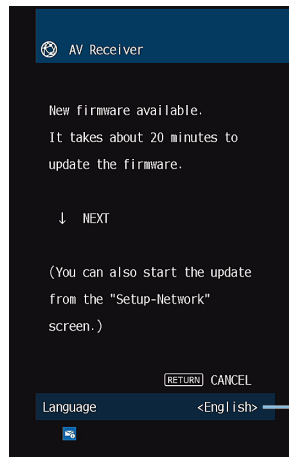 AV Receiver
New firmware available.
It takes about 20 minutes to
update the firmware.
↓ NEXT
(You can also start the update
from the "Setup-Network"
screen.)
RETURN CANCEL
Language <English>